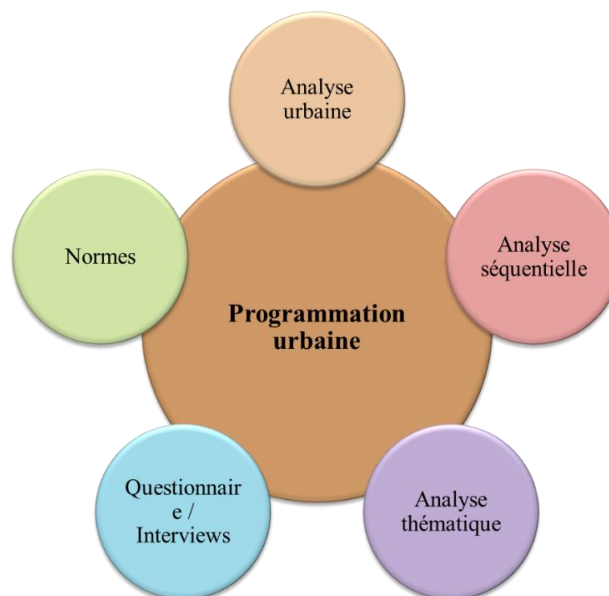 Analyse
urbaine
Normes
Analyse
séquentielle
Programmation
urbaine
Questionnair
e /
Interviews
Analyse
thématique